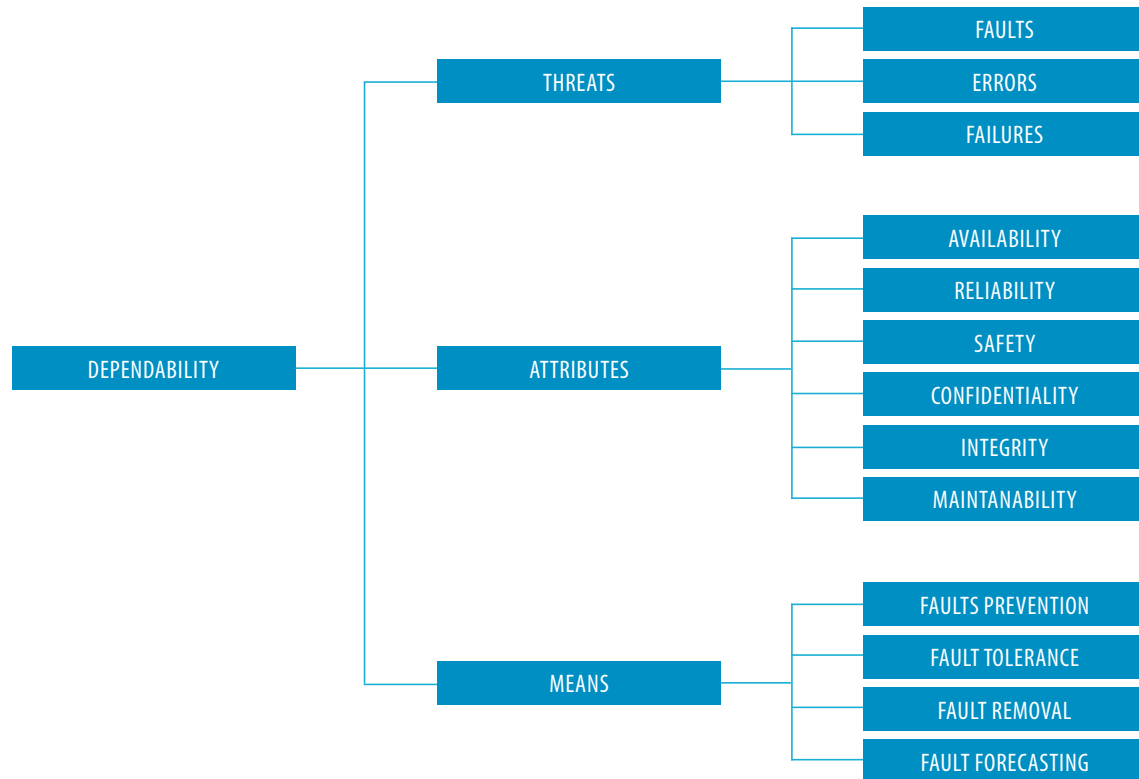 DEPENDABILITY
THREATS
FAULTS
ERRORS
FAILURES
ATTRIBUTES
AVAILABILITY
RELIABILITY
SAFETY
CONFIDENTIALITY
INTEGRITY
MAINTANABILITY
MEANS
FAULTS PREVENTION
FAULT TOLERANCE
FAULT REMOVAL
FAULT FORECASTING